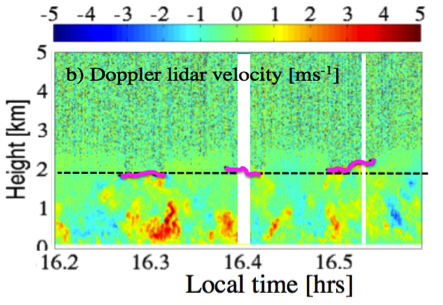 -5 -4 -3 -2 -1 0 1 2 3 4 5
b) Doppler lidar velocity [ms-1]
Height [km]
5
4
3
2
1
0
16.2 16.3 16.4 16.5
Local time [hrs]